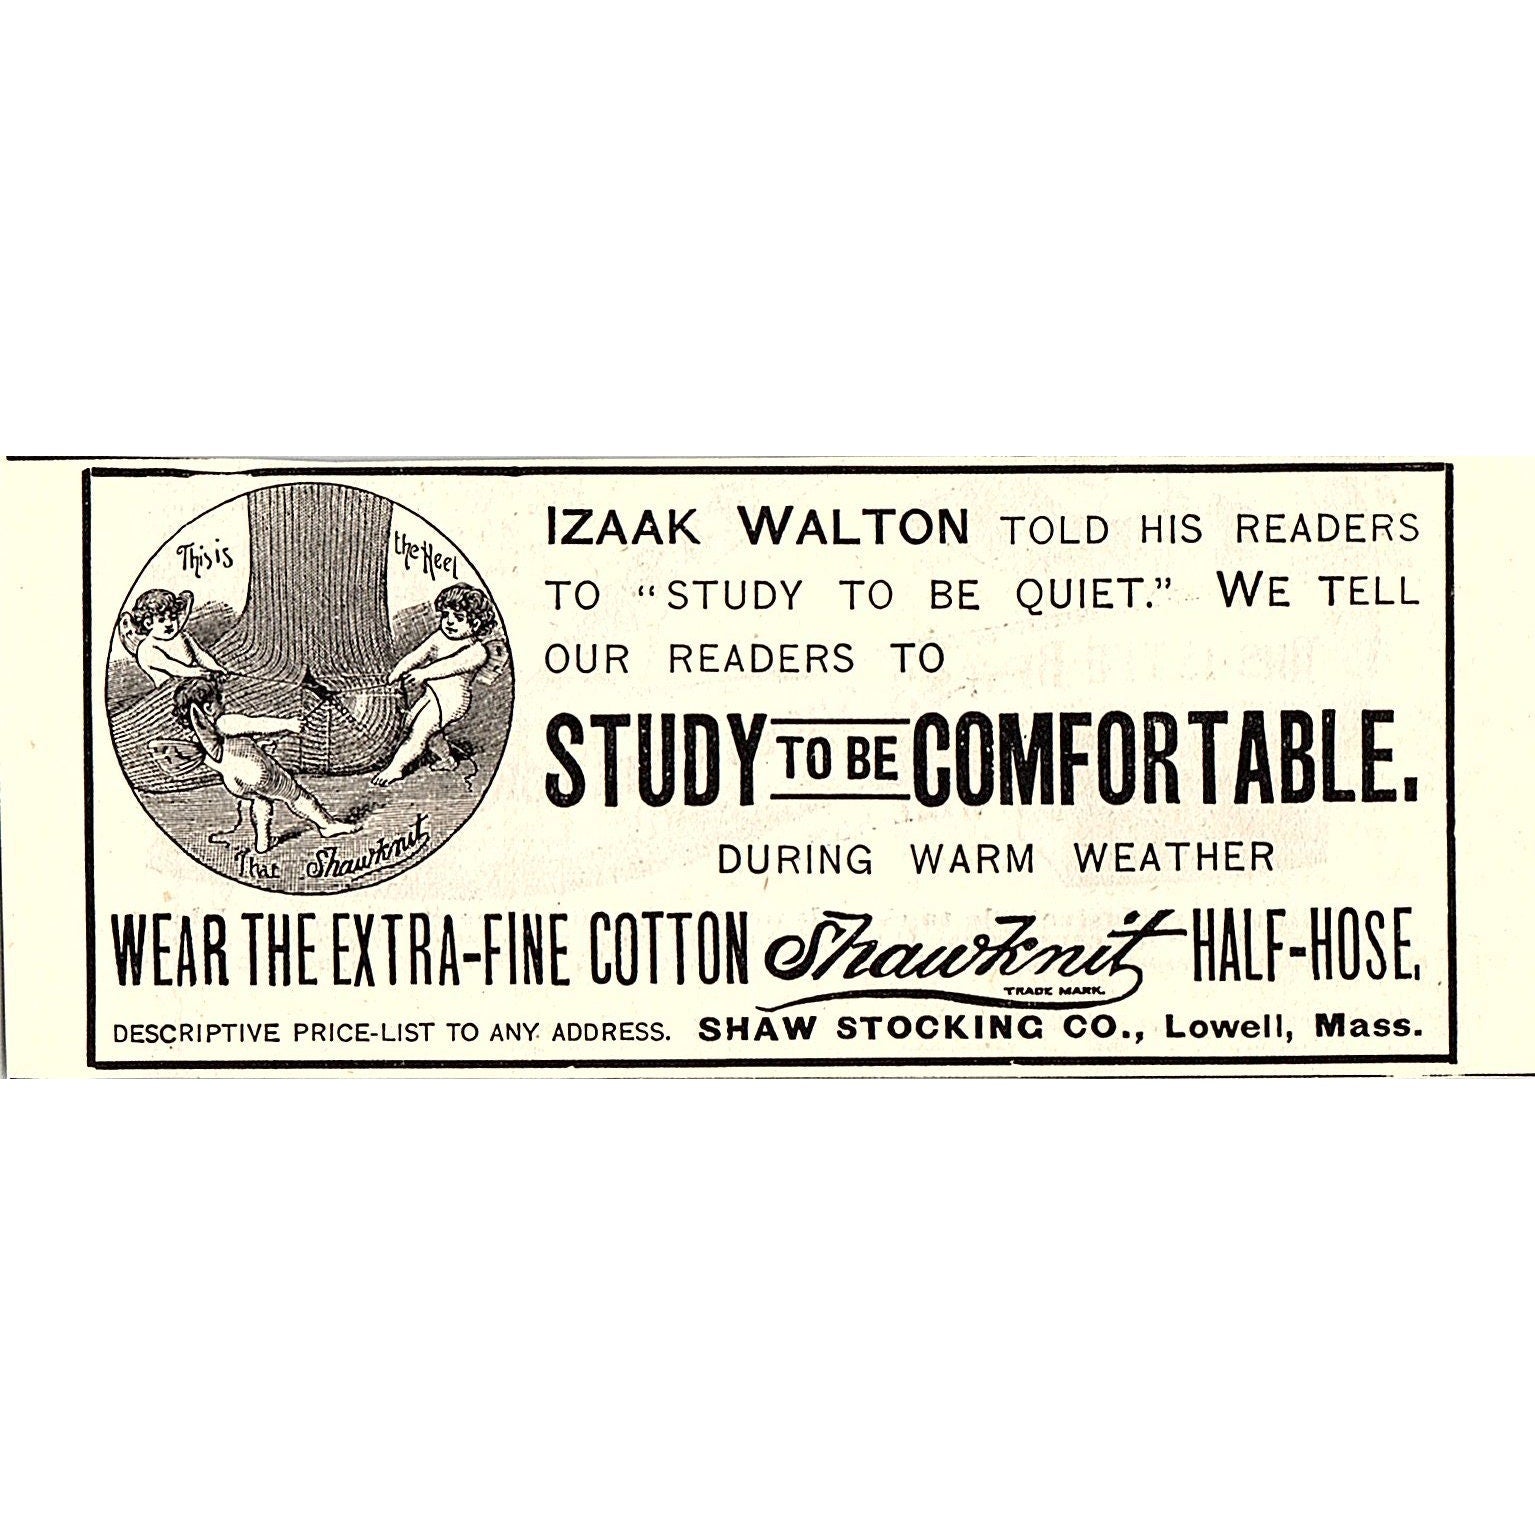 This is the Heel
That Shawknit
IZAAK WALTON TOLD HIS READERS
TO "STUDY TO BE QUIET." WE TELL
OUR READERS TO
STUDY TO BE COMFORTABLE.
DURING WARM WEATHER
WEAR THE EXTRA-FINE COTTON Shawknit HALF-HOSE.
TRADE MARK.
DESCRIPTIVE PRICE-LIST TO ANY ADDRESS. SHAW STOCKING CO., Lowell, Mass.